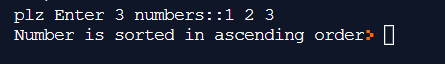 plz Enter 3 numbers::1 2 3
Number is sorted in ascending order>